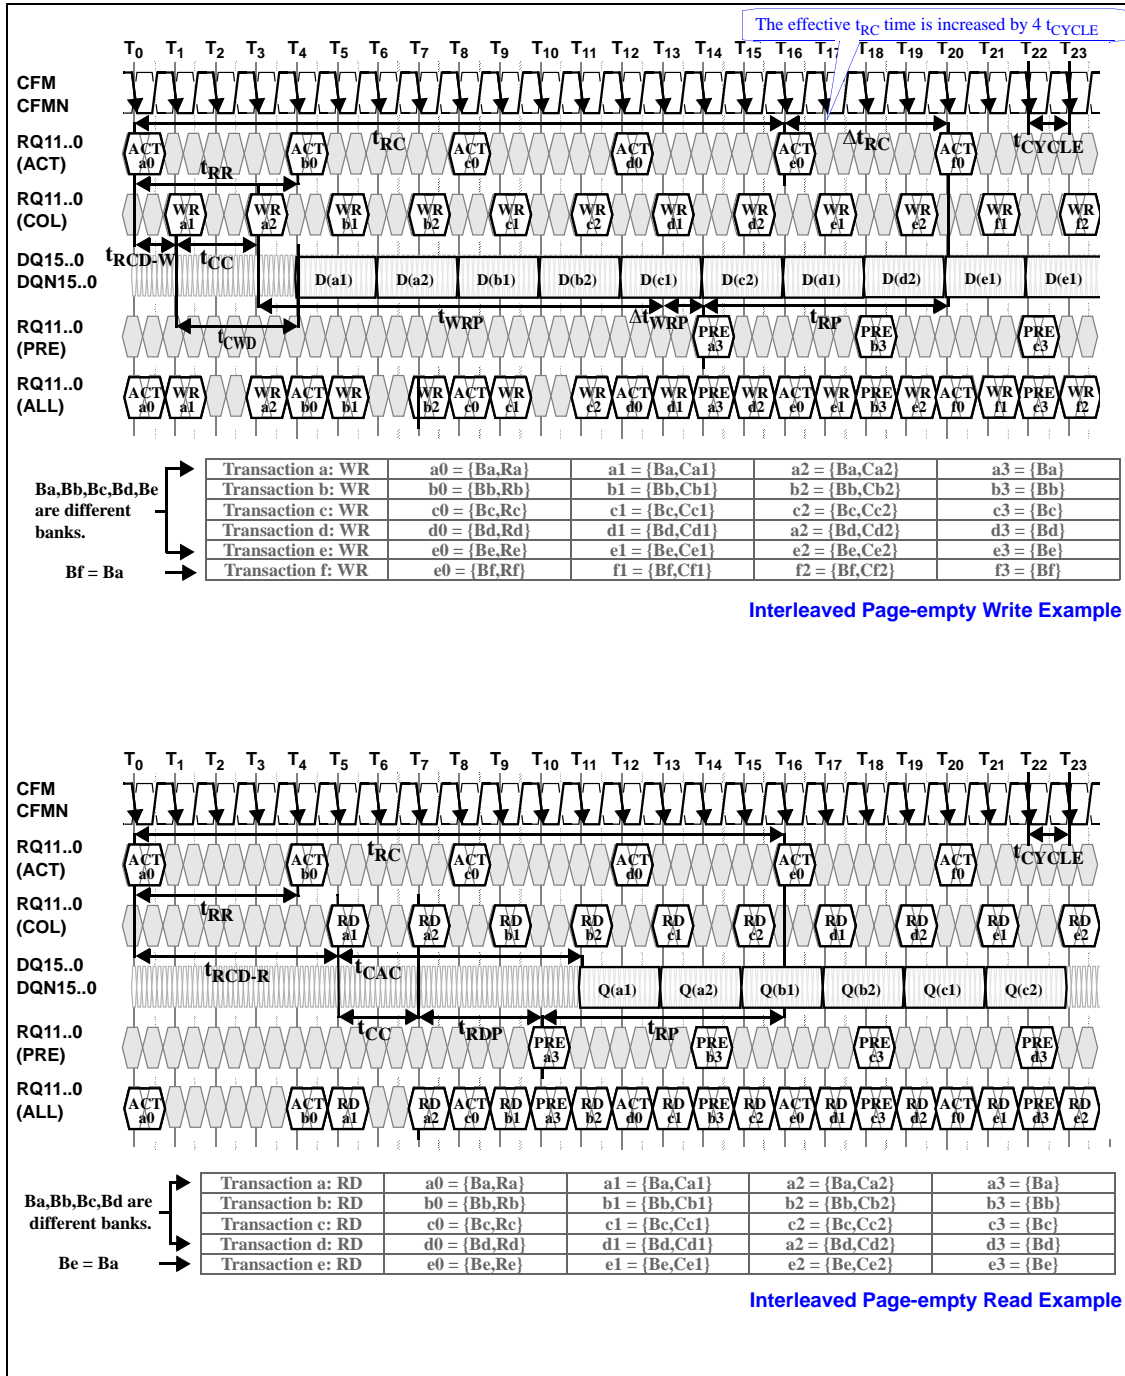 The effective tRC time is increased by 4 tCYCLE
T0 T1 T2 T3 T4 T5 T6 T7 T8 T9 T10 T11 T12 T13 T14 T15 T16 T17 T18 T19 T20 T21 T22 T23
CFM
CFMN
tRC ΔtRC tCYCLE
RQ11..0
(ACT)
ACT a0 ACT b0 ACT c0 ACT d0 ACT e0 ACT f0
tRR
RQ11..0
(COL)
WR a1 WR a2 WR b1 WR b2 WR c1 WR c2 WR d1 WR d2 WR e1 WR e2 WR f1 WR f2
tRCD-W tCC
DQ15..0
DQN15..0
D(a1) D(a2) D(b1) D(b2) D(c1) D(c2) D(d1) D(d2) D(e1) D(e1)
tWRP ΔtWRP tRP
tCWD
RQ11..0
(PRE)
PRE a3 PRE b3 PRE c3
RQ11..0
(ALL)
ACT a0 WR a1 WR a2 ACT b0 WR b1 WR b2 ACT c0 WR c1 WR c2 ACT d0 WR d1 PRE a3 WR d2 ACT e0 WR e1 PRE b3 WR e2 ACT f0 WR f1 PRE c3 WR f2
Ba,Bb,Bc,Bd,Be
are different
banks.
Bf = Ba
Transaction a: WR a0 = {Ba,Ra} a1 = {Ba,Ca1} a2 = {Ba,Ca2} a3 = {Ba}
Transaction b: WR b0 = {Bb,Rb} b1 = {Bb,Cb1} b2 = {Bb,Cb2} b3 = {Bb}
Transaction c: WR c0 = {Bc,Rc} c1 = {Bc,Cc1} c2 = {Bc,Cc2} c3 = {Bc}
Transaction d: WR d0 = {Bd,Rd} d1 = {Bd,Cd1} a2 = {Bd,Cd2} d3 = {Bd}
Transaction e: WR e0 = {Be,Re} e1 = {Be,Ce1} e2 = {Be,Ce2} e3 = {Be}
Transaction f: WR e0 = {Bf,Rf} f1 = {Bf,Cf1} f2 = {Bf,Cf2} f3 = {Bf}
Interleaved Page-empty Write Example
T0 T1 T2 T3 T4 T5 T6 T7 T8 T9 T10 T11 T12 T13 T14 T15 T16 T17 T18 T19 T20 T21 T22 T23
CFM
CFMN
tRC tCYCLE
RQ11..0
(ACT)
ACT a0 ACT b0 ACT c0 ACT d0 ACT e0 ACT f0
tRR
RQ11..0
(COL)
RD a1 RD a2 RD b1 RD b2 RD c1 RD c2 RD d1 RD d2 RD e1 RD e2
tRCD-R tCAC
DQ15..0
DQN15..0
Q(a1) Q(a2) Q(b1) Q(b2) Q(c1) Q(c2)
tCC tRDP tRP
RQ11..0
(PRE)
PRE a3 PRE b3 PRE c3 PRE d3
RQ11..0
(ALL)
ACT a0 ACT b0 RD a1 RD a2 ACT c0 RD b1 PRE a3 RD b2 ACT d0 RD c1 PRE b3 RD c2 ACT e0 RD d1 PRE c3 RD d2 ACT f0 RD e1 PRE d3 RD e2
Ba,Bb,Bc,Bd are
different banks.
Be = Ba
Transaction a: RD a0 = {Ba,Ra} a1 = {Ba,Ca1} a2 = {Ba,Ca2} a3 = {Ba}
Transaction b: RD b0 = {Bb,Rb} b1 = {Bb,Cb1} b2 = {Bb,Cb2} b3 = {Bb}
Transaction c: RD c0 = {Bc,Rc} c1 = {Bc,Cc1} c2 = {Bc,Cc2} c3 = {Bc}
Transaction d: RD d0 = {Bd,Rd} d1 = {Bd,Cd1} a2 = {Bd,Cd2} d3 = {Bd}
Transaction e: RD e0 = {Be,Re} e1 = {Be,Ce1} e2 = {Be,Ce2} e3 = {Be}
Interleaved Page-empty Read Example